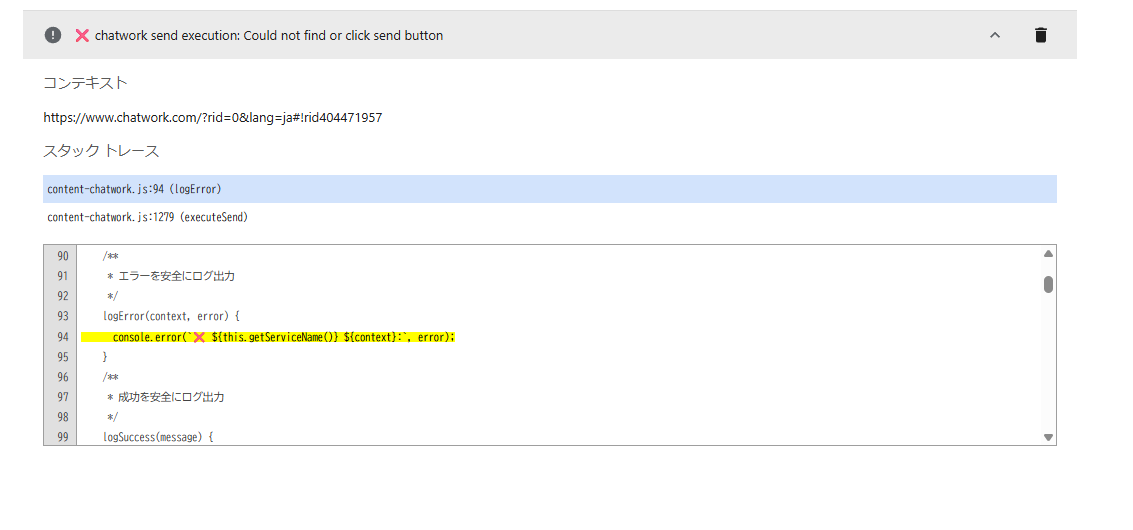 ❌ chatwork send execution: Could not find or click send button
コンテキスト
https://www.chatwork.com/?rid=0&lang=ja#!rid404471957
スタック トレース
content-chatwork.js:94 (logError)
content-chatwork.js:1279 (executeSend)
90 /**
91 * エラーを安全にログ出力
92 */
93 logError(context, error) {
94 console.error(`❌ ${this.getServiceName()} ${context}:`, error);
95 }
96 /**
97 * 成功を安全にログ出力
98 */
99 logSuccess(message) {